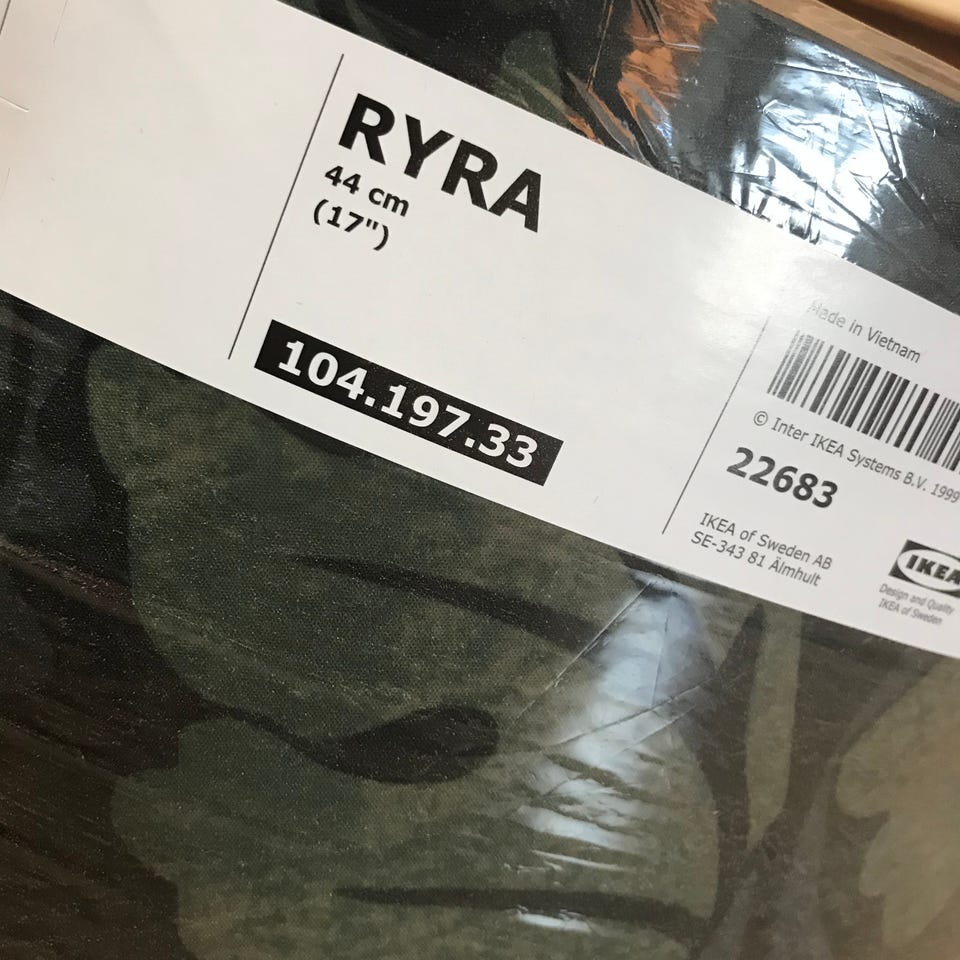 RYRA
44 cm
(17")
104.197.33
Made in Vietnam
© Inter IKEA Systems B.V. 1999
22683
IKEA of Sweden AB
SE-343 81 Älmhult
IKEA
Design and Quality
IKEA of Sweden